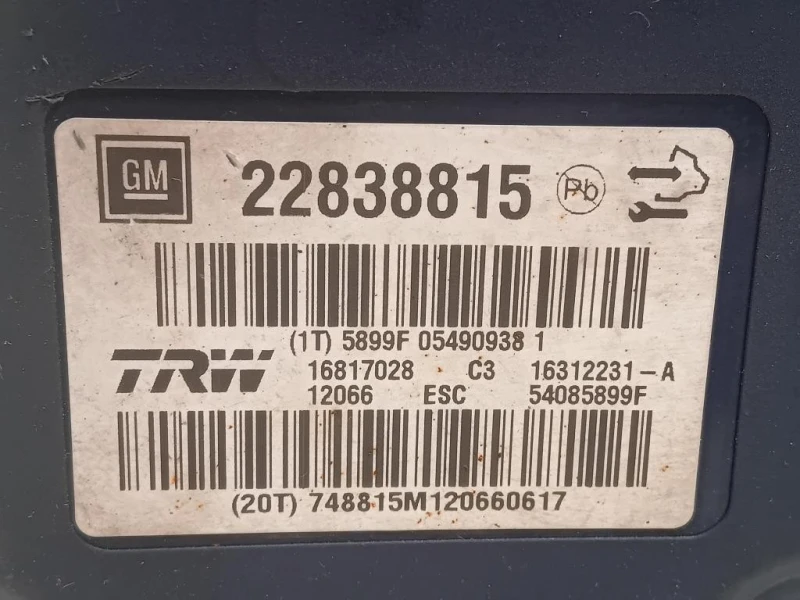 GM 22838815 Pb
(1T) 5899F 05490938 1
TRW 16817028 C3 16312231-A
12066 ESC 54085899F
(20T) 748815M120660617